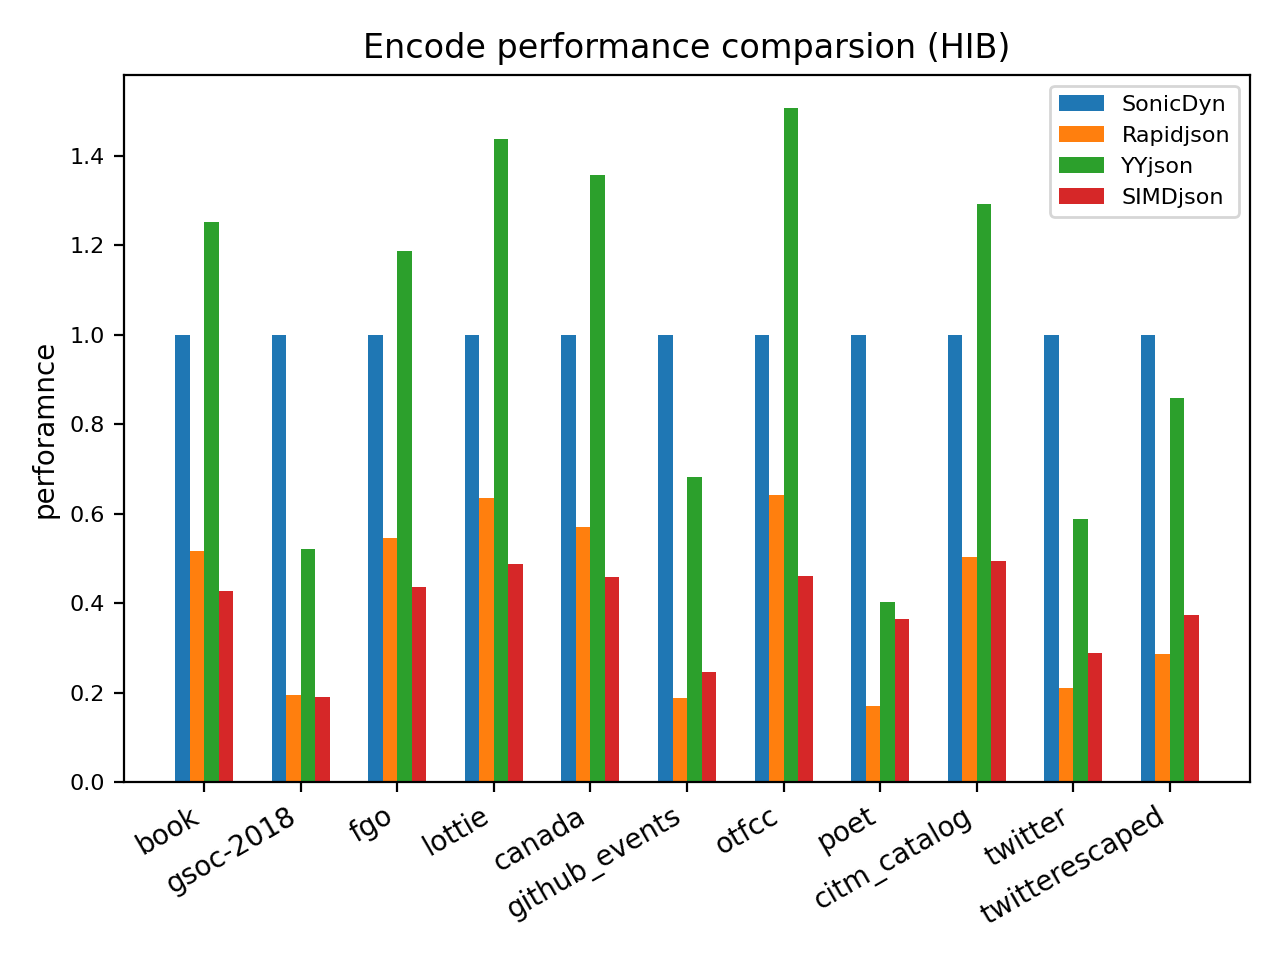 Encode performance comparsion (HIB)
SonicDyn
Rapidjson
YYjson
SIMDjson
perforamnce
1.4
1.2
1.0
0.8
0.6
0.4
0.2
0.0
book
gsoc-2018
fgo
lottie
canada
github_events
otfcc
poet
citm_catalog
twitter
twitterescaped